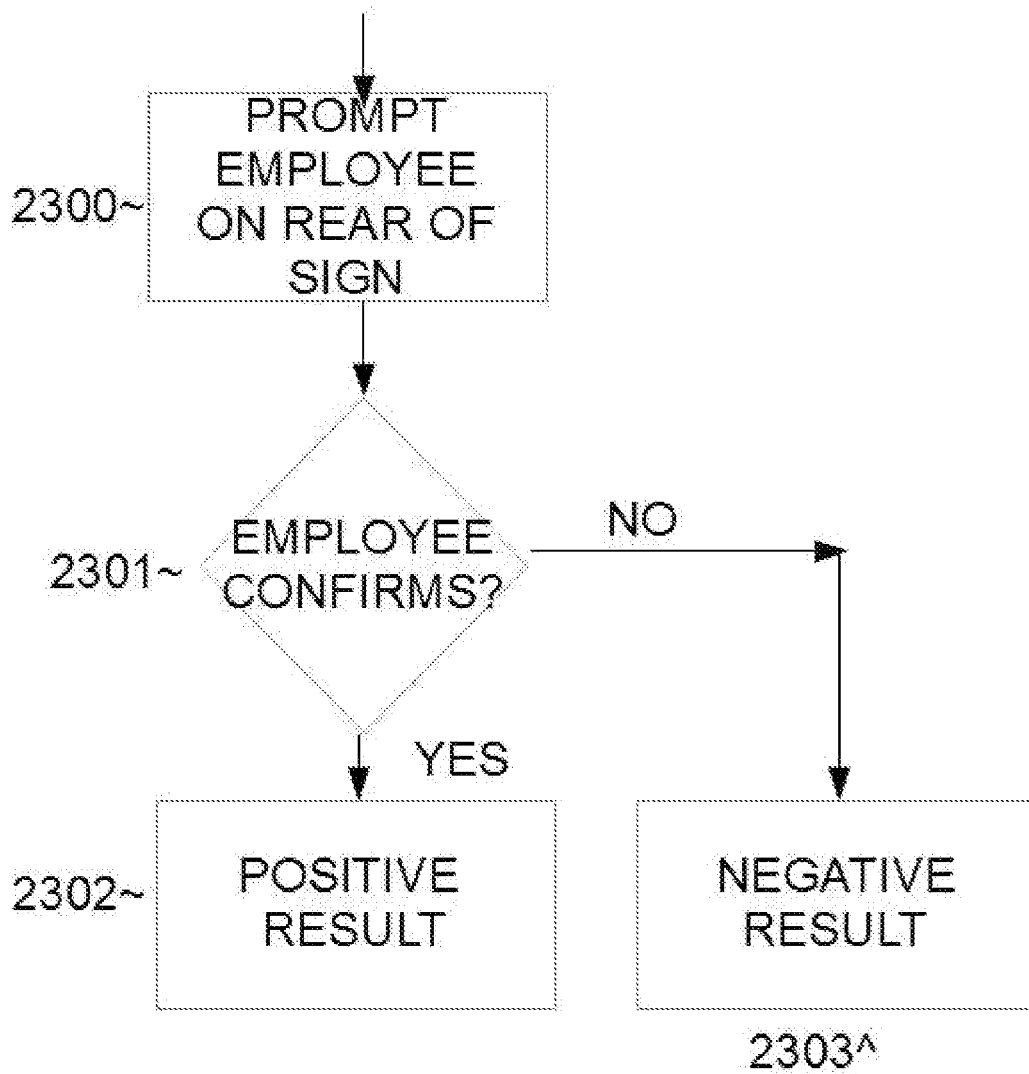 PROMPT
EMPLOYEE
ON REAR OF
SIGN
2300~
EMPLOYEE
CONFIRMS?
2301~
NO
YES
POSITIVE
RESULT
2302~
NEGATIVE
RESULT
2303^